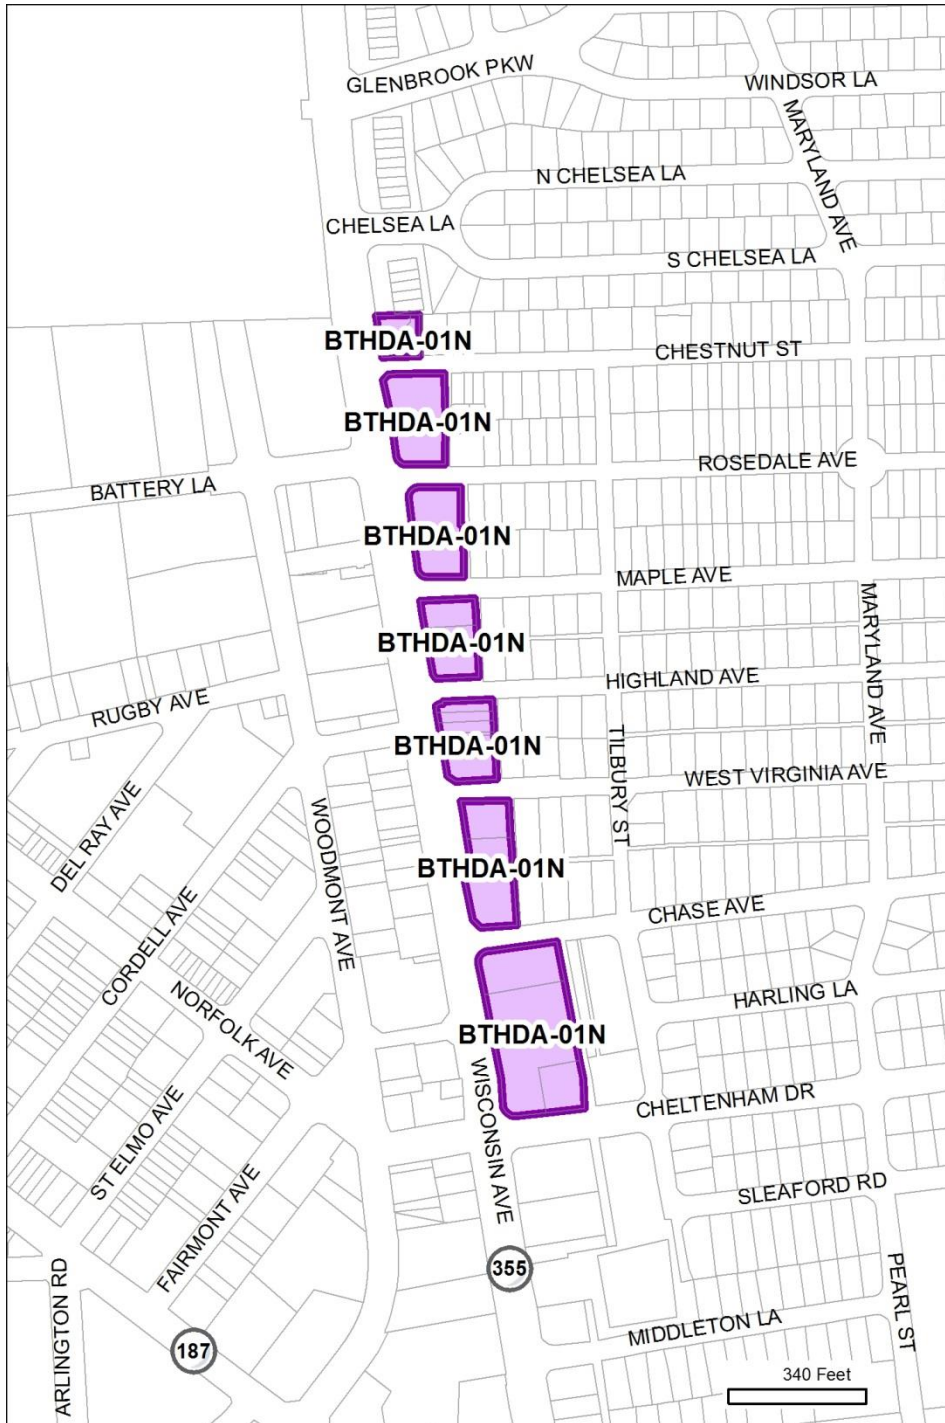 GLENBROOK PKW
WINDSOR LA
MARYLAND AVE
N CHELSEA LA
CHELSEA LA
S CHELSEA LA
BTHDA-01N
CHESTNUT ST
BTHDA-01N
ROSEDALE AVE
BATTERY LA
BTHDA-01N
MAPLE AVE
MARYLAND AVE
BTHDA-01N
HIGHLAND AVE
RUGBY AVE
BTHDA-01N
TILBURY ST
WEST VIRGINIA AVE
DEL RAY AVE
WOODMONT AVE
BTHDA-01N
CORDELL AVE
CHASE AVE
NORFOLK AVE
HARLING LA
BTHDA-01N
WISCONSIN AVE
CHELTENHAM DR
ST ELMO AVE
FAIRMONT AVE
SLEAFORD RD
355
ARLINGTON RD
PEARL ST
187
MIDDLETON LA
340 Feet